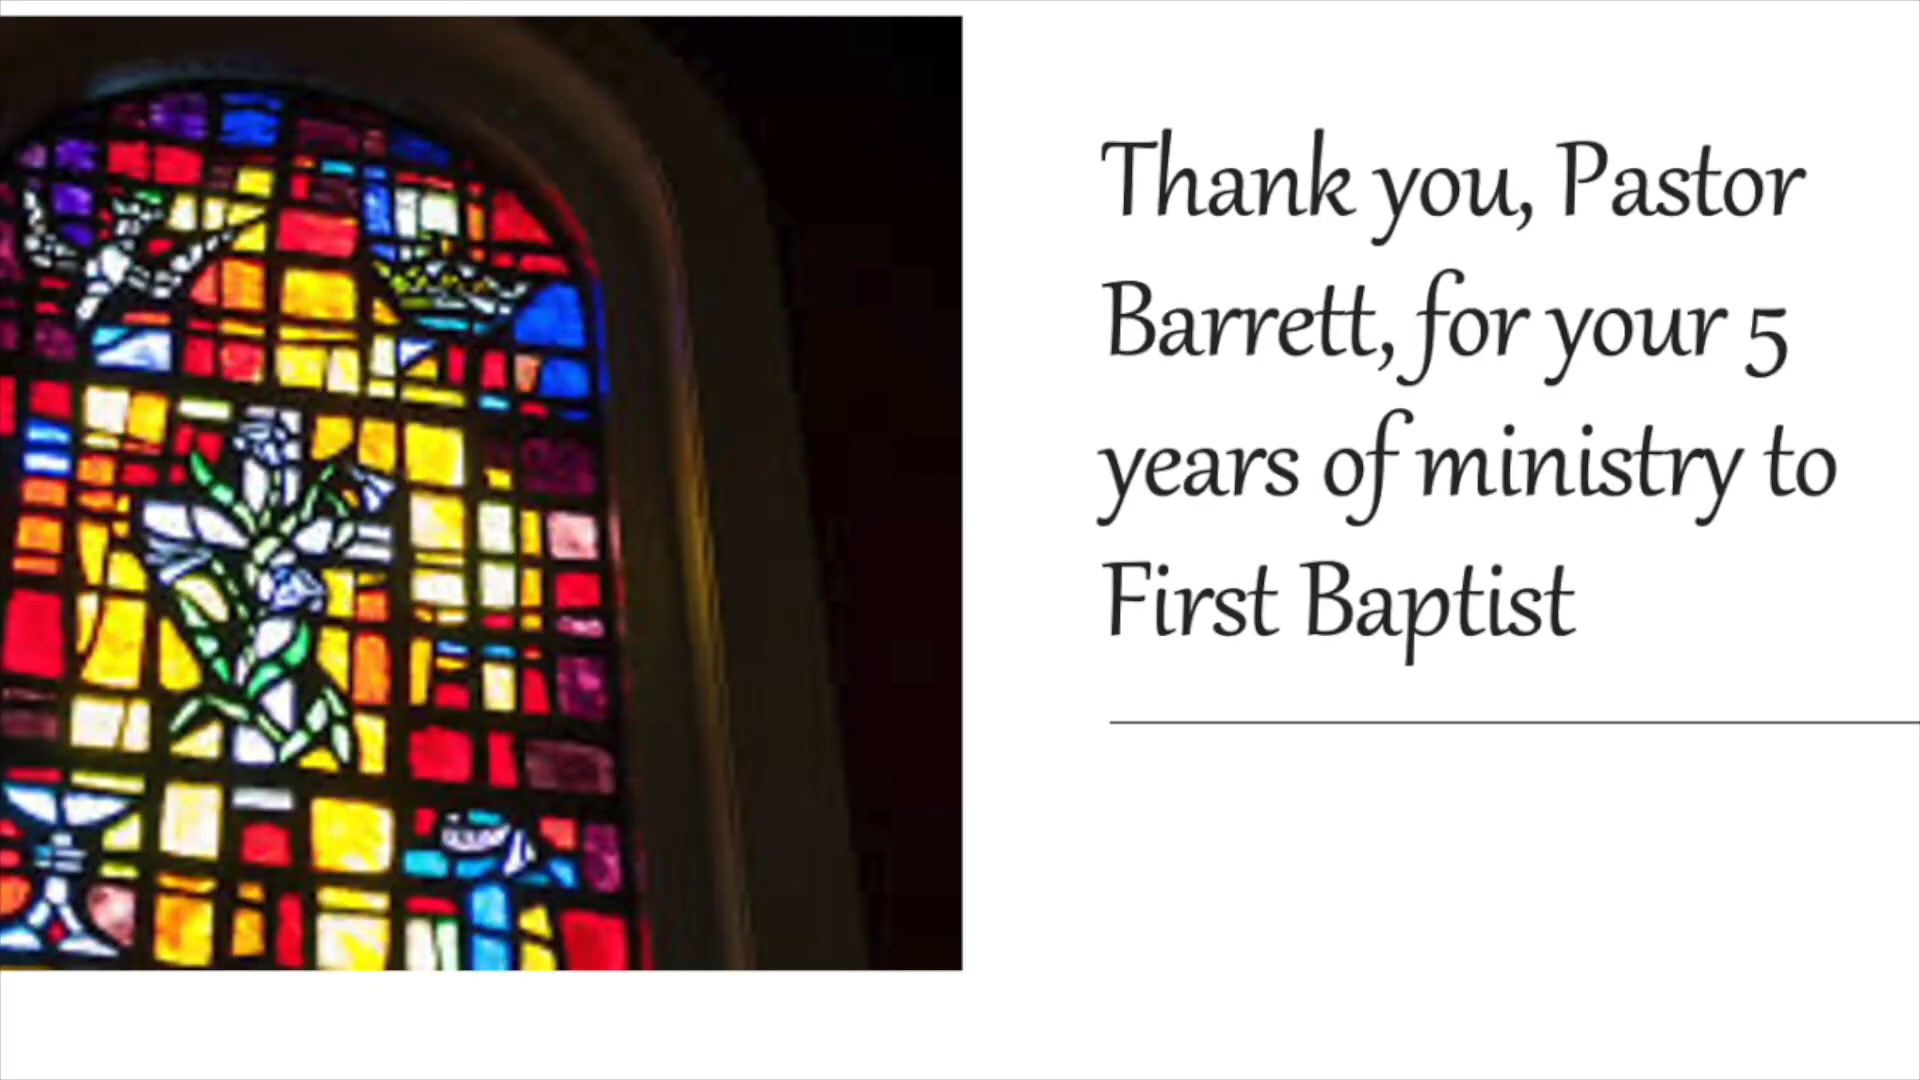 Thank you, Pastor
Barrett, for your 5
years of ministry to
First Baptist